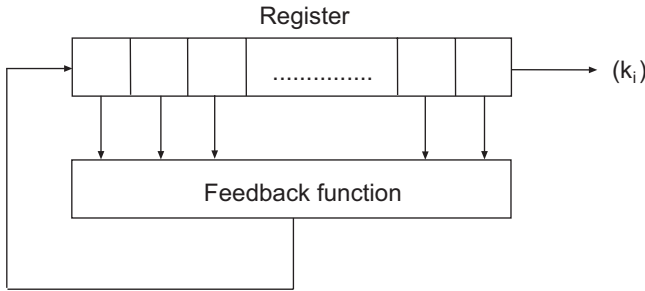 Register
...............
(kᵢ)
Feedback function